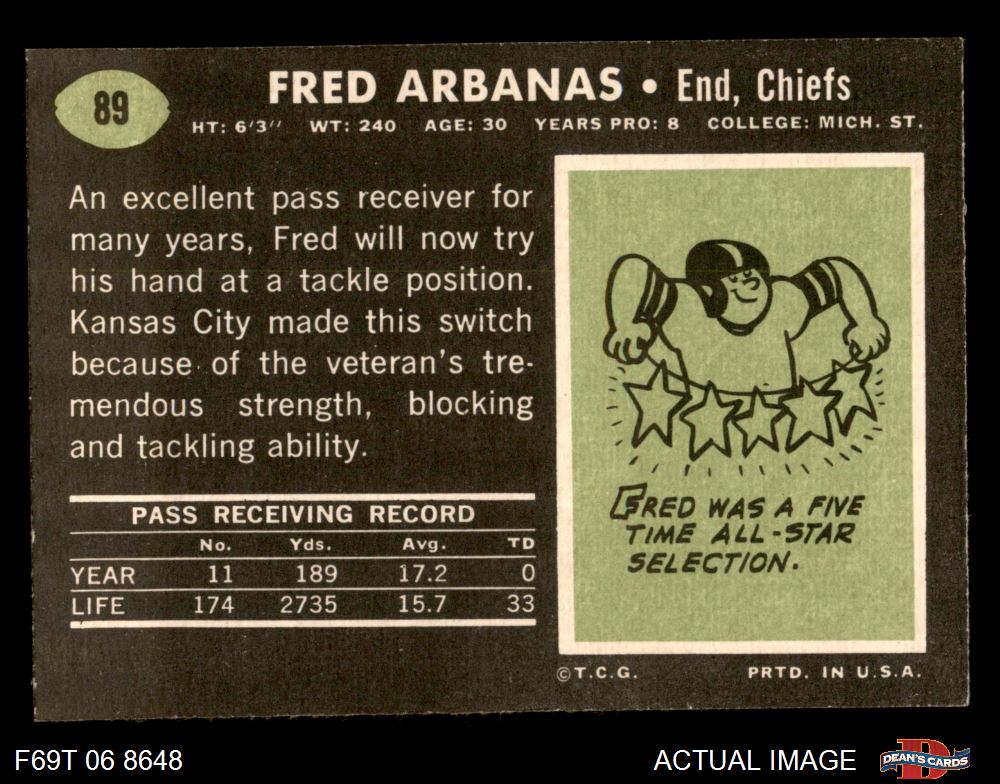 89
FRED ARBANAS • End, Chiefs
HT: 6'3" WT: 240 AGE: 30 YEARS PRO: 8 COLLEGE: MICH. ST.
An excellent pass receiver for
many years, Fred will now try
his hand at a tackle position.
Kansas City made this switch
because of the veteran's tre-
mendous strength, blocking
and tackling ability.
PASS RECEIVING RECORD
No. Yds. Avg. TD
YEAR 11 189 17.2 0
LIFE 174 2735 15.7 33
FRED WAS A FIVE
TIME ALL-STAR
SELECTION.
©T.C.G. PRTD. IN U.S.A.
F69T 06 8648 ACTUAL IMAGE
D
DEAN'S CARDS